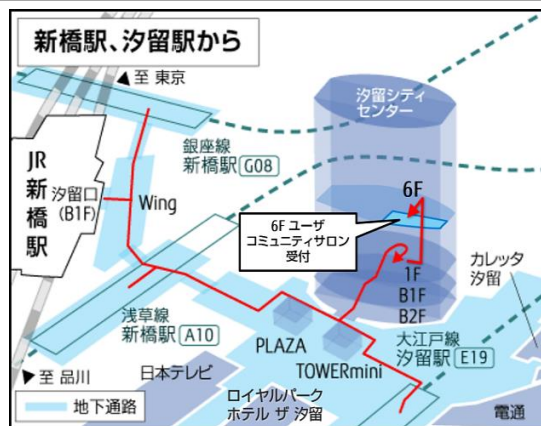 新橋駅、汐留駅から
▲至 東京
汐留シティ
センター
銀座線
新橋駅 G08
JR
新
橋
駅
汐留口
(B1F)
Wing
6F
6F ユーザ
コミュニティサロン
受付
カレッタ
汐留
1F
B1F
B2F
浅草線
新橋駅 A10
大江戸線
汐留駅 E19
PLAZA
TOWERmini
▼至 品川
日本テレビ
ロイヤルパーク
ホテル ザ 汐留
電通
地下通路